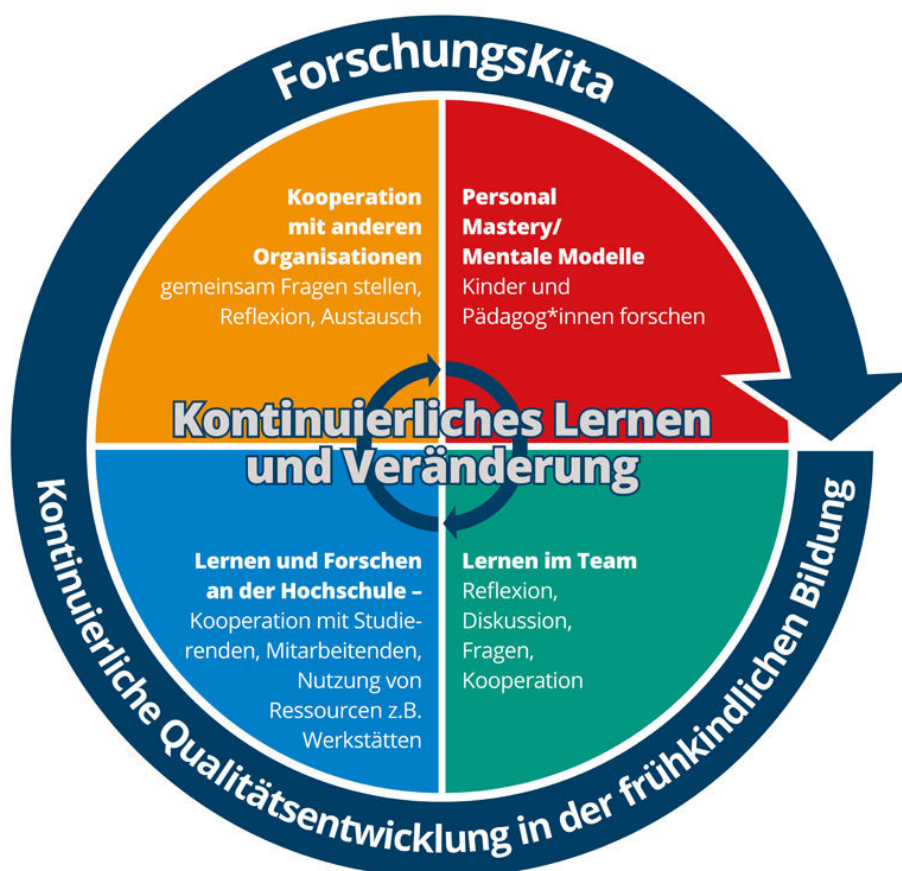 ForschungsKita
Kooperation
mit anderen
Organisationen
gemeinsam Fragen stellen,
Reflexion, Austausch
Personal
Mastery/
Mentale Modelle
Kinder und
Pädagog*innen forschen
Kontinuierliches Lernen
und Veränderung
Lernen und Forschen
an der Hochschule –
Kooperation mit Studie-
renden, Mitarbeitenden,
Nutzung von
Ressourcen z.B.
Werkstätten
Lernen im Team
Reflexion,
Diskussion,
Fragen,
Kooperation
Kontinuierliche Qualitätsentwicklung in der frühkindlichen Bildung